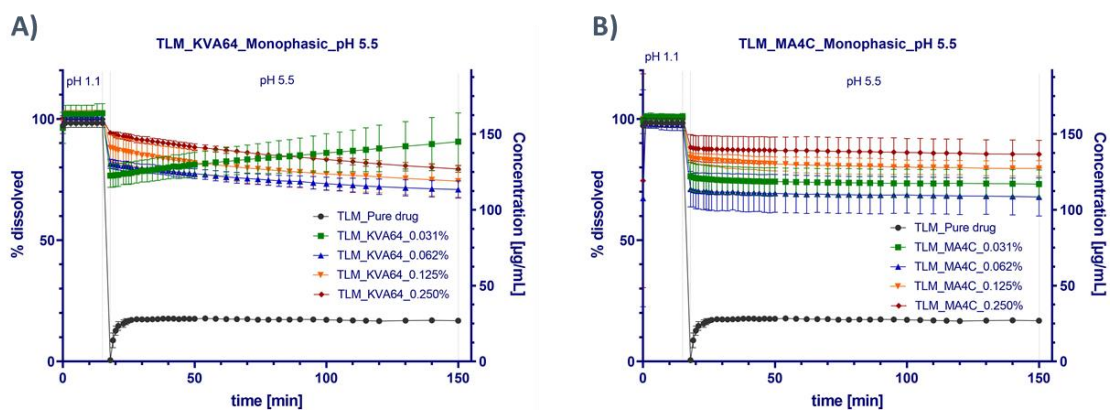 A)
TLM_KVA64_Monophasic_pH 5.5
pH 1.1
pH 5.5
% dissolved
100
50
0
Concentration [µg/mL]
150
100
50
0
TLM_Pure drug
TLM_KVA64_0.031%
TLM_KVA64_0.062%
TLM_KVA64_0.125%
TLM_KVA64_0.250%
0 50 100 150
time [min]
B)
TLM_MA4C_Monophasic_pH 5.5
pH 1.1
pH 5.5
% dissolved
100
50
0
Concentration [µg/mL]
150
100
50
0
TLM_Pure drug
TLM_MA4C_0.031%
TLM_MA4C_0.062%
TLM_MA4C_0.125%
TLM_MA4C_0.250%
0 50 100 150
time [min]